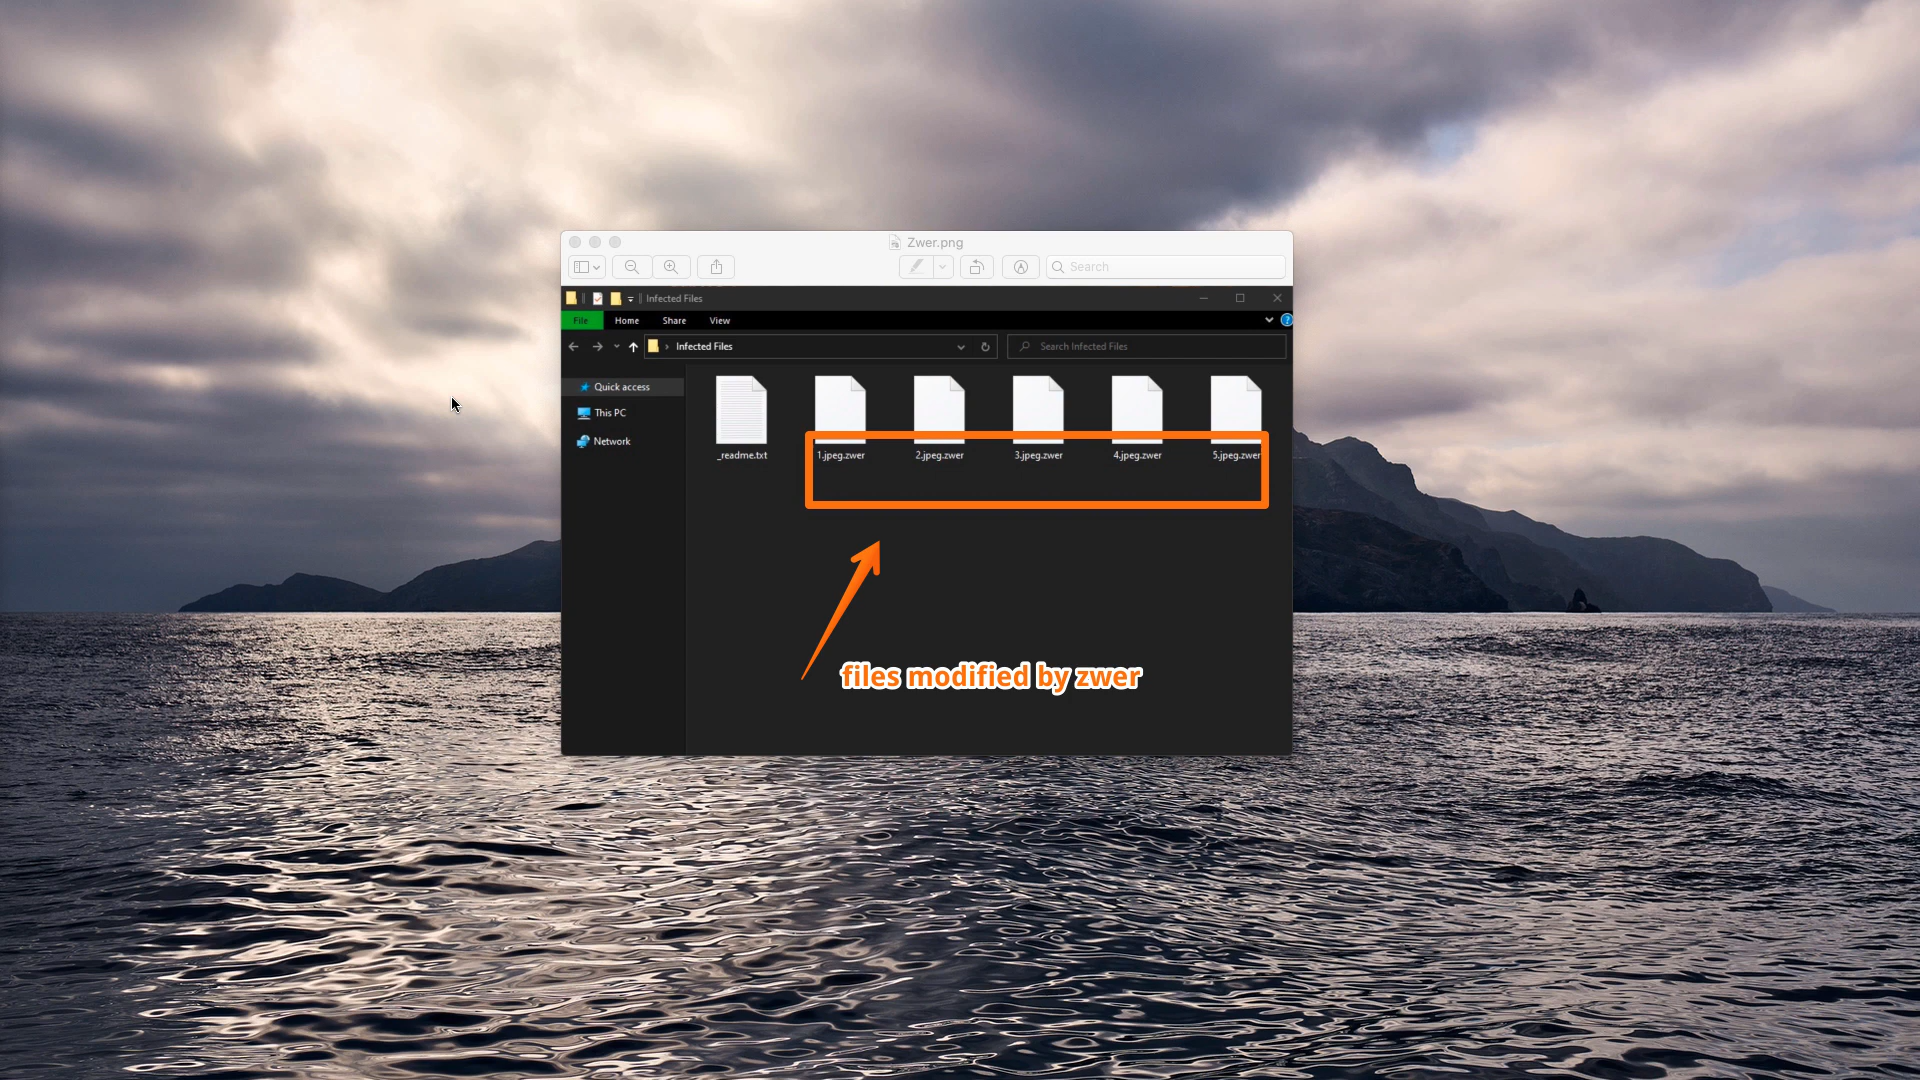 Zwer.png
Search
Infected Files
File Home Share View
Infected Files
Search Infected Files
Quick access
This PC
Network
_readme.txt 1.jpeg.zwer 2.jpeg.zwer 3.jpeg.zwer 4.jpeg.zwer 5.jpeg.zwer
files modified by zwer